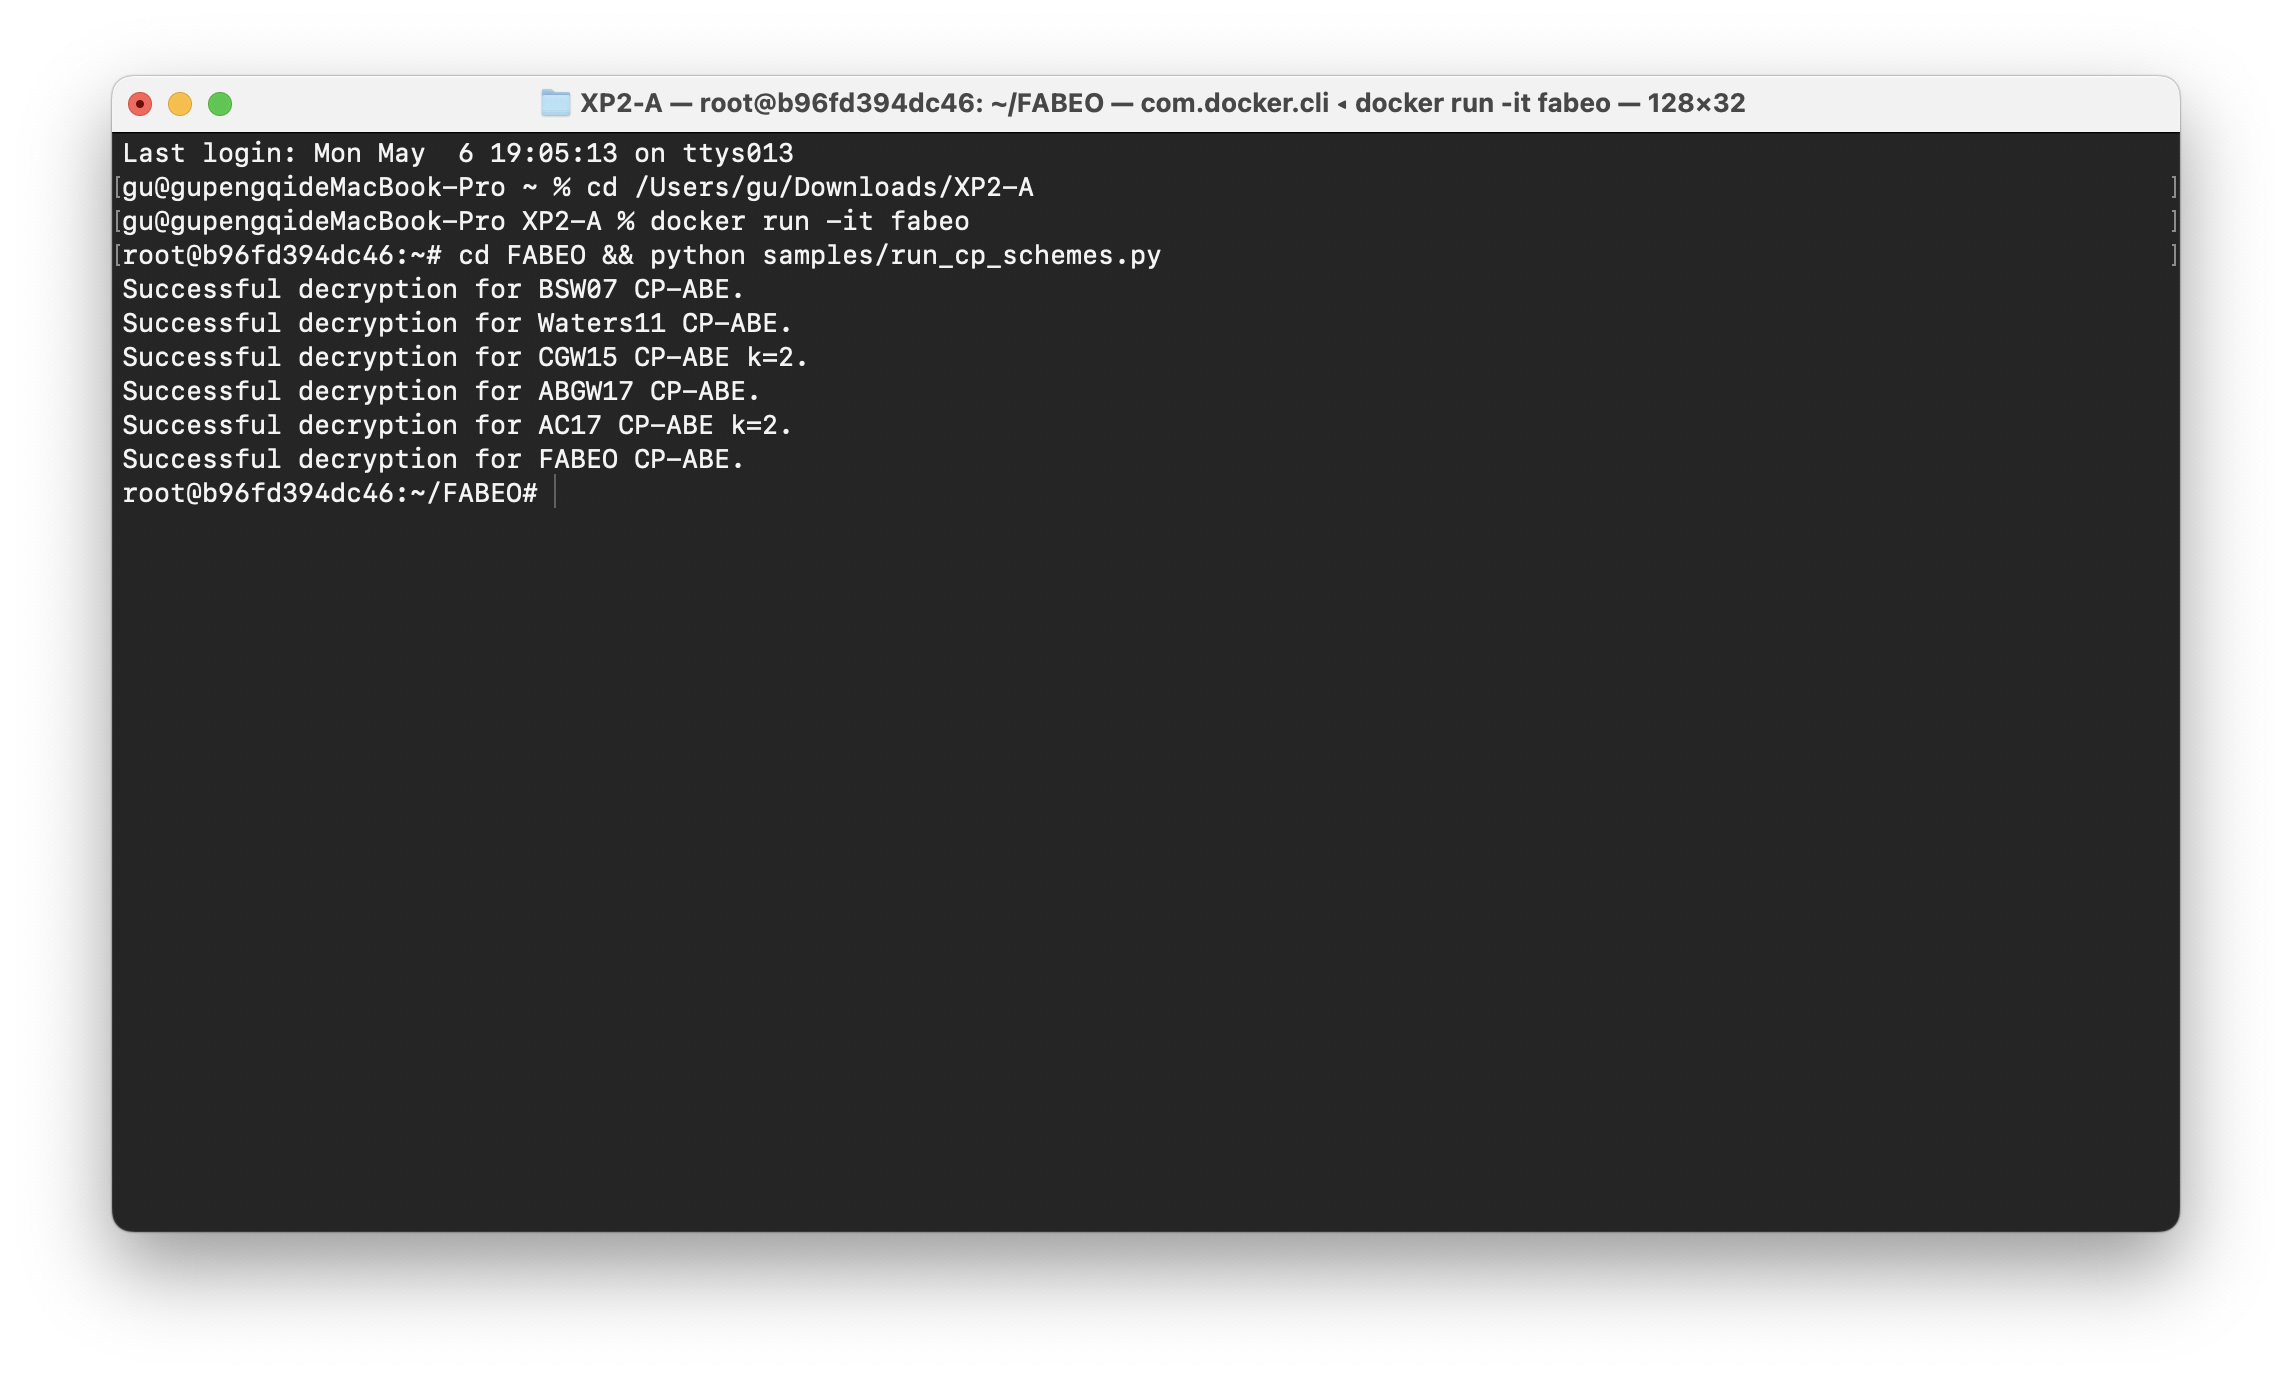 XP2-A — root@b96fd394dc46: ~/FABEO — com.docker.cli ◂ docker run -it fabeo — 128×32
Last login: Mon May  6 19:05:13 on ttys013
[gu@gupengqideMacBook-Pro ~ % cd /Users/gu/Downloads/XP2-A ]
[gu@gupengqideMacBook-Pro XP2-A % docker run -it fabeo ]
[root@b96fd394dc46:~# cd FABEO && python samples/run_cp_schemes.py ]
Successful decryption for BSW07 CP-ABE.
Successful decryption for Waters11 CP-ABE.
Successful decryption for CGW15 CP-ABE k=2.
Successful decryption for ABGW17 CP-ABE.
Successful decryption for AC17 CP-ABE k=2.
Successful decryption for FABEO CP-ABE.
root@b96fd394dc46:~/FABEO#